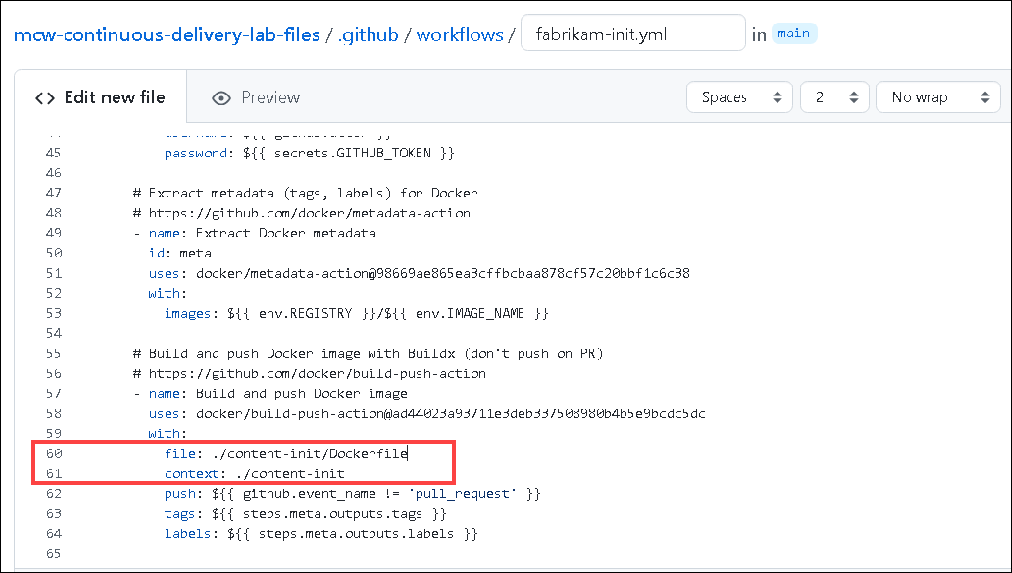 mcw-continuous-delivery-lab-files / .github / workflows / fabrikam-init.yml in main
<> Edit new file Preview Spaces 2 No wrap
45 password: ${{ secrets.GITHUB_TOKEN }}
46
47 # Extract metadata (tags, labels) for Docker
48 # https://github.com/docker/metadata-action
49 - name: Extract Docker metadata
50 id: meta
51 uses: docker/metadata-action@98669ae865ea3cffbcbaa878cf57c20bbf1c6c38
52 with:
53 images: ${{ env.REGISTRY }}/${{ env.IMAGE_NAME }}
54
55 # Build and push Docker image with Buildx (don't push on PR)
56 # https://github.com/docker/build-push-action
57 - name: Build and push Docker image
58 uses: docker/build-push-action@ad44023a93711e3deb337508980b4b5e9bcdc5dc
59 with:
60 file: ./content-init/Dockerfile
61 context: ./content-init
62 push: ${{ github.event_name != 'pull_request' }}
63 tags: ${{ steps.meta.outputs.tags }}
64 labels: ${{ steps.meta.outputs.labels }}
65